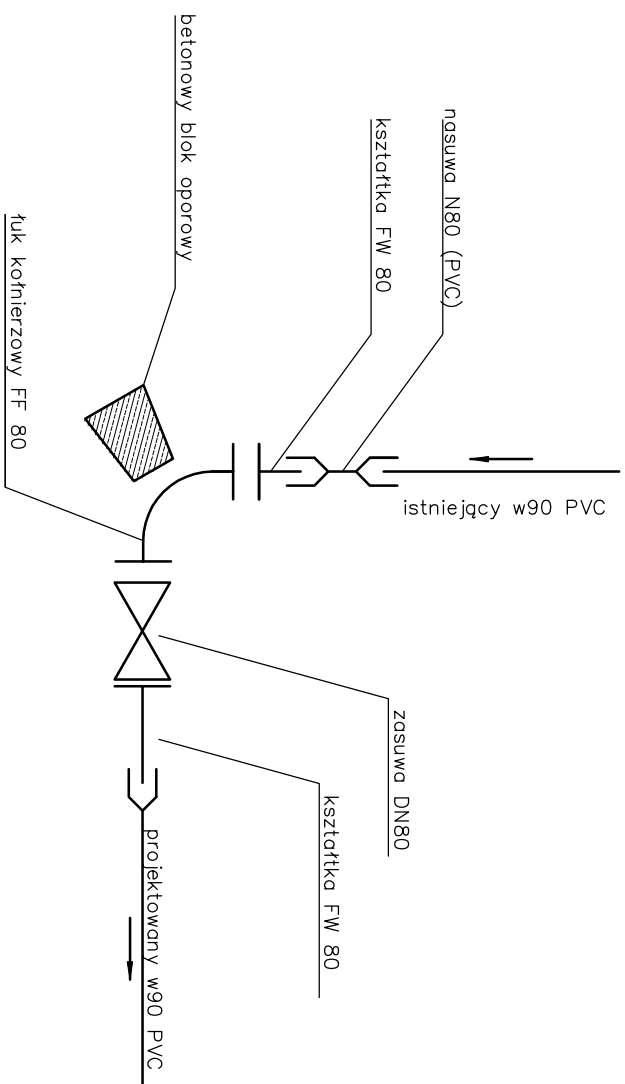 nasuwa N80 (PVC)
kształtka FW 80
betonowy blok oporowy
łuk kołnierzowy FF 80
istniejący w90 PVC
zasuwa DN80
kształtka FW 80
projektowany w90 PVC